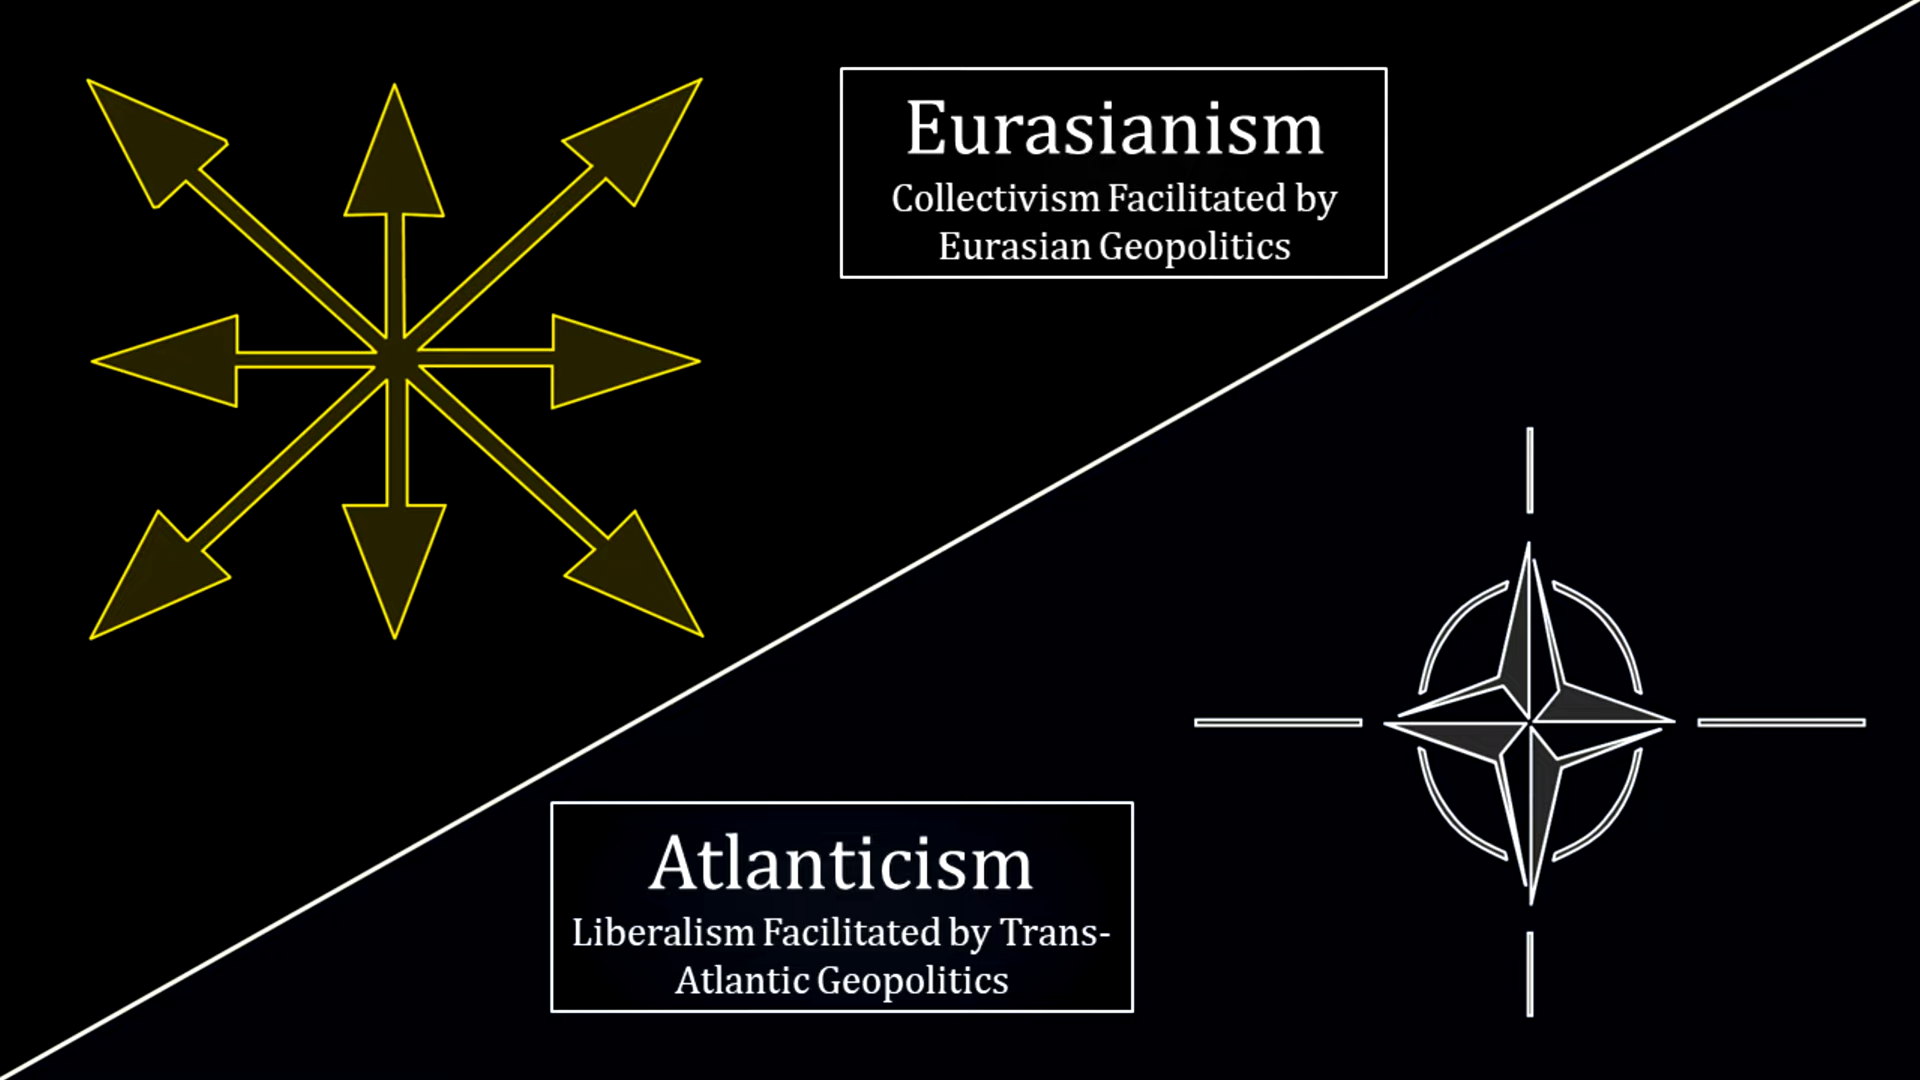 Eurasianism
Collectivism Facilitated by
Eurasian Geopolitics
Atlanticism
Liberalism Facilitated by Trans-
Atlantic Geopolitics